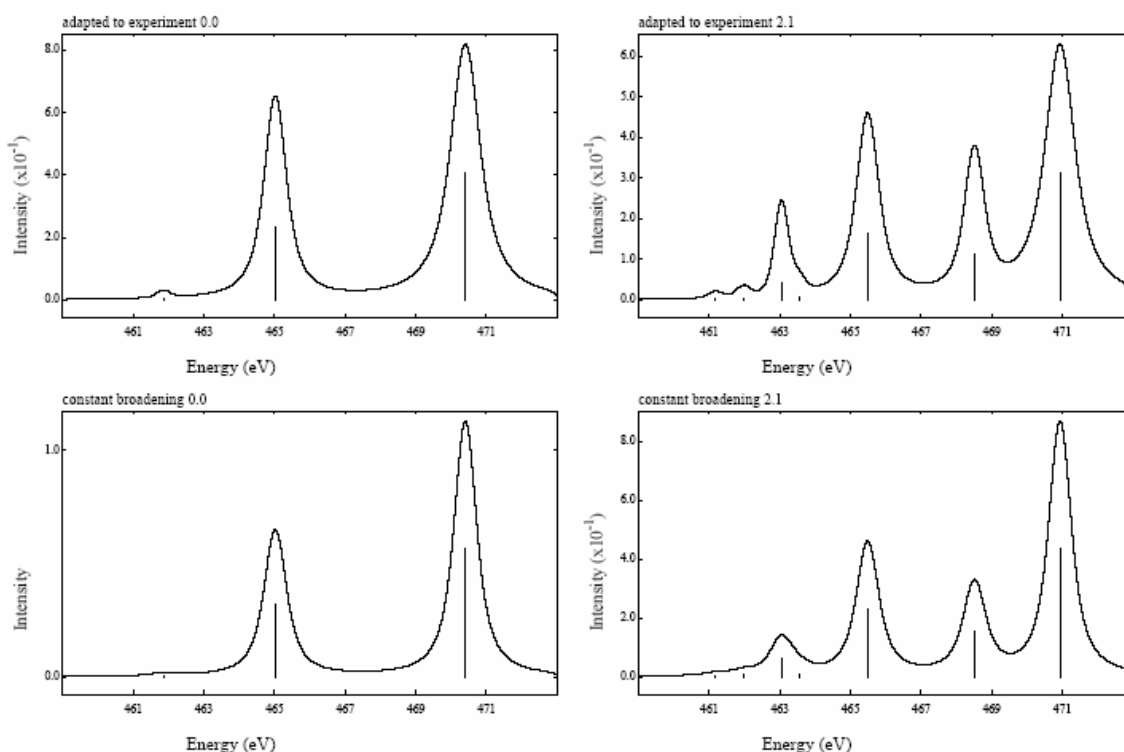 adapted to experiment 0.0
8.0
6.0
4.0
2.0
0.0
Intensity (x10⁻¹)
461 463 465 467 469 471
Energy (eV)
adapted to experiment 2.1
6.0
5.0
4.0
3.0
2.0
1.0
0.0
Intensity (x10⁻¹)
461 463 465 467 469 471
Energy (eV)
constant broadening 0.0
1.0
0.0
Intensity
461 463 465 467 469 471
Energy (eV)
constant broadening 2.1
8.0
6.0
4.0
2.0
0.0
Intensity (x10⁻¹)
461 463 465 467 469 471
Energy (eV)